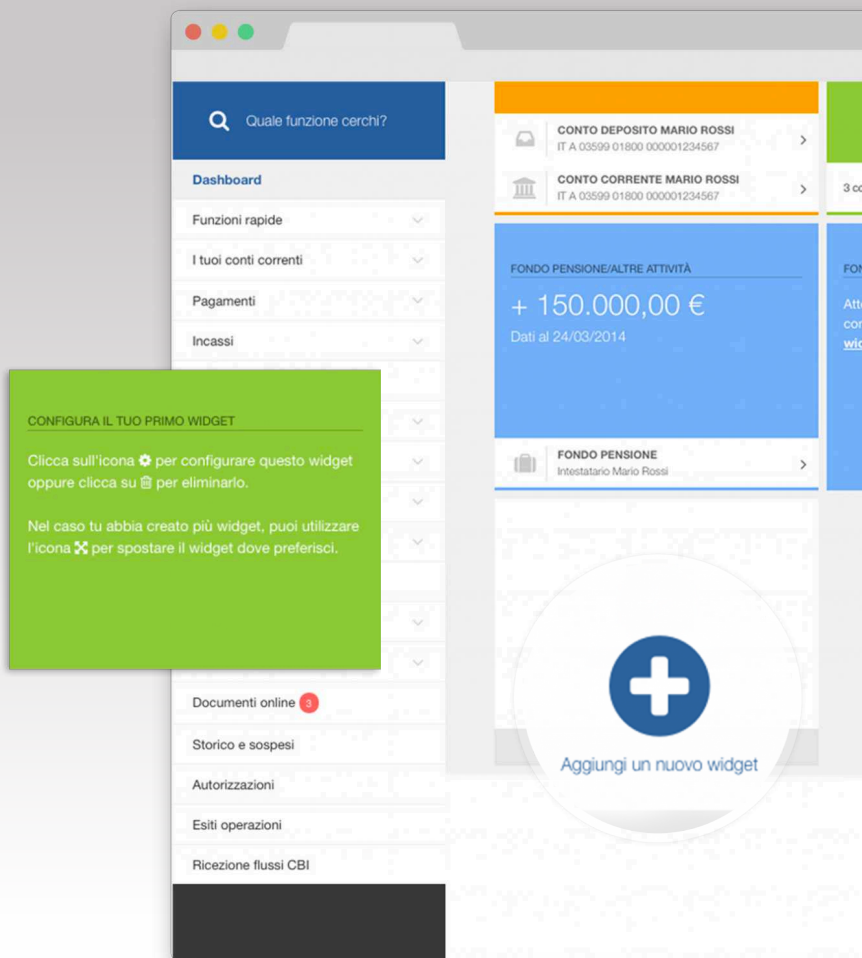 Quale funzione cerchi?
Dashboard
Funzioni rapide
I tuoi conti correnti
Pagamenti
Incassi
CONFIGURA IL TUO PRIMO WIDGET
Clicca sull'icona per configurare questo widget
oppure clicca su per eliminarlo.
Nel caso tu abbia creato più widget, puoi utilizzare
l'icona per spostare il widget dove preferisci.
Documenti online 3
Storico e sospesi
Autorizzazioni
Esiti operazioni
Ricezione flussi CBI
CONTO DEPOSITO MARIO ROSSI
IT A 03599 01800 000001234567
CONTO CORRENTE MARIO ROSSI
IT A 03599 01800 000001234567
FONDO PENSIONE/ALTRE ATTIVITÀ
+ 150.000,00 €
Dati al 24/03/2014
FONDO PENSIONE
Intestatario Mario Rossi
Aggiungi un nuovo widget
3